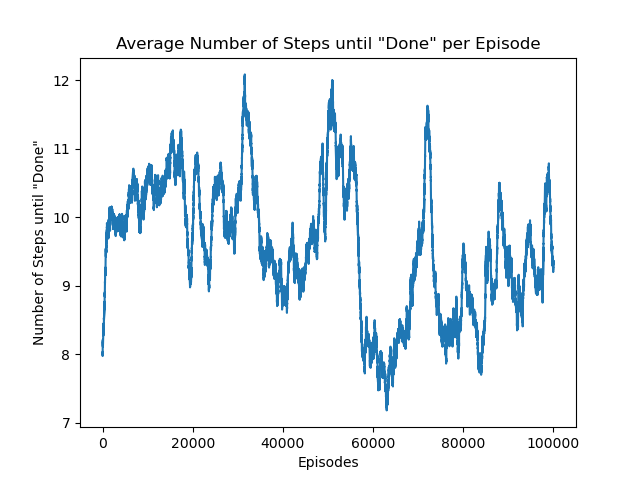 Average Number of Steps until "Done" per Episode
Number of Steps until "Done"
12
11
10
9
8
7
0 20000 40000 60000 80000 100000
Episodes